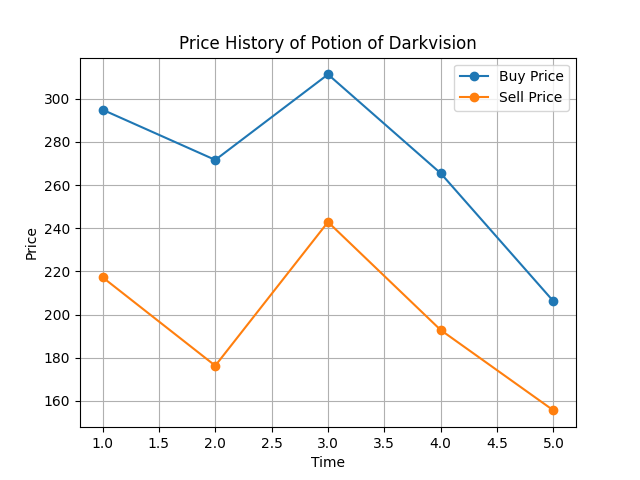 Price History of Potion of Darkvision
Buy Price
Sell Price
300
280
260
240
220
200
180
160
Price
1.0 1.5 2.0 2.5 3.0 3.5 4.0 4.5 5.0
Time